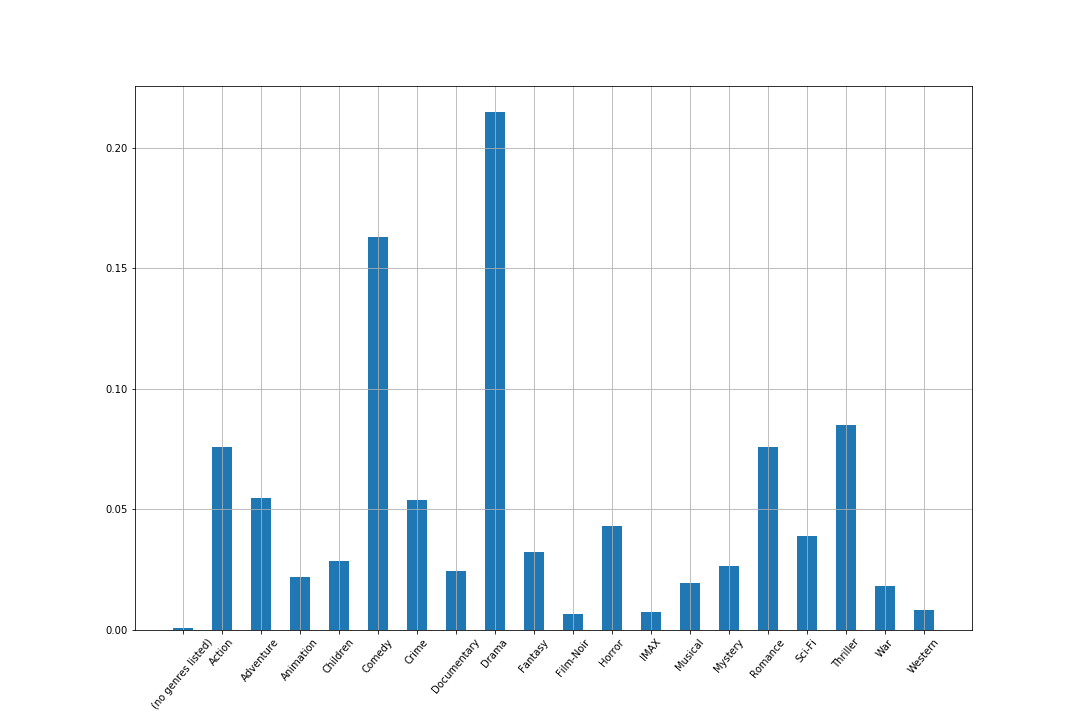 0.20
0.15
0.10
0.05
0.00
(no genres listed)
Action
Adventure
Animation
Children
Comedy
Crime
Documentary
Drama
Fantasy
Film-Noir
Horror
IMAX
Musical
Mystery
Romance
Sci-Fi
Thriller
War
Western